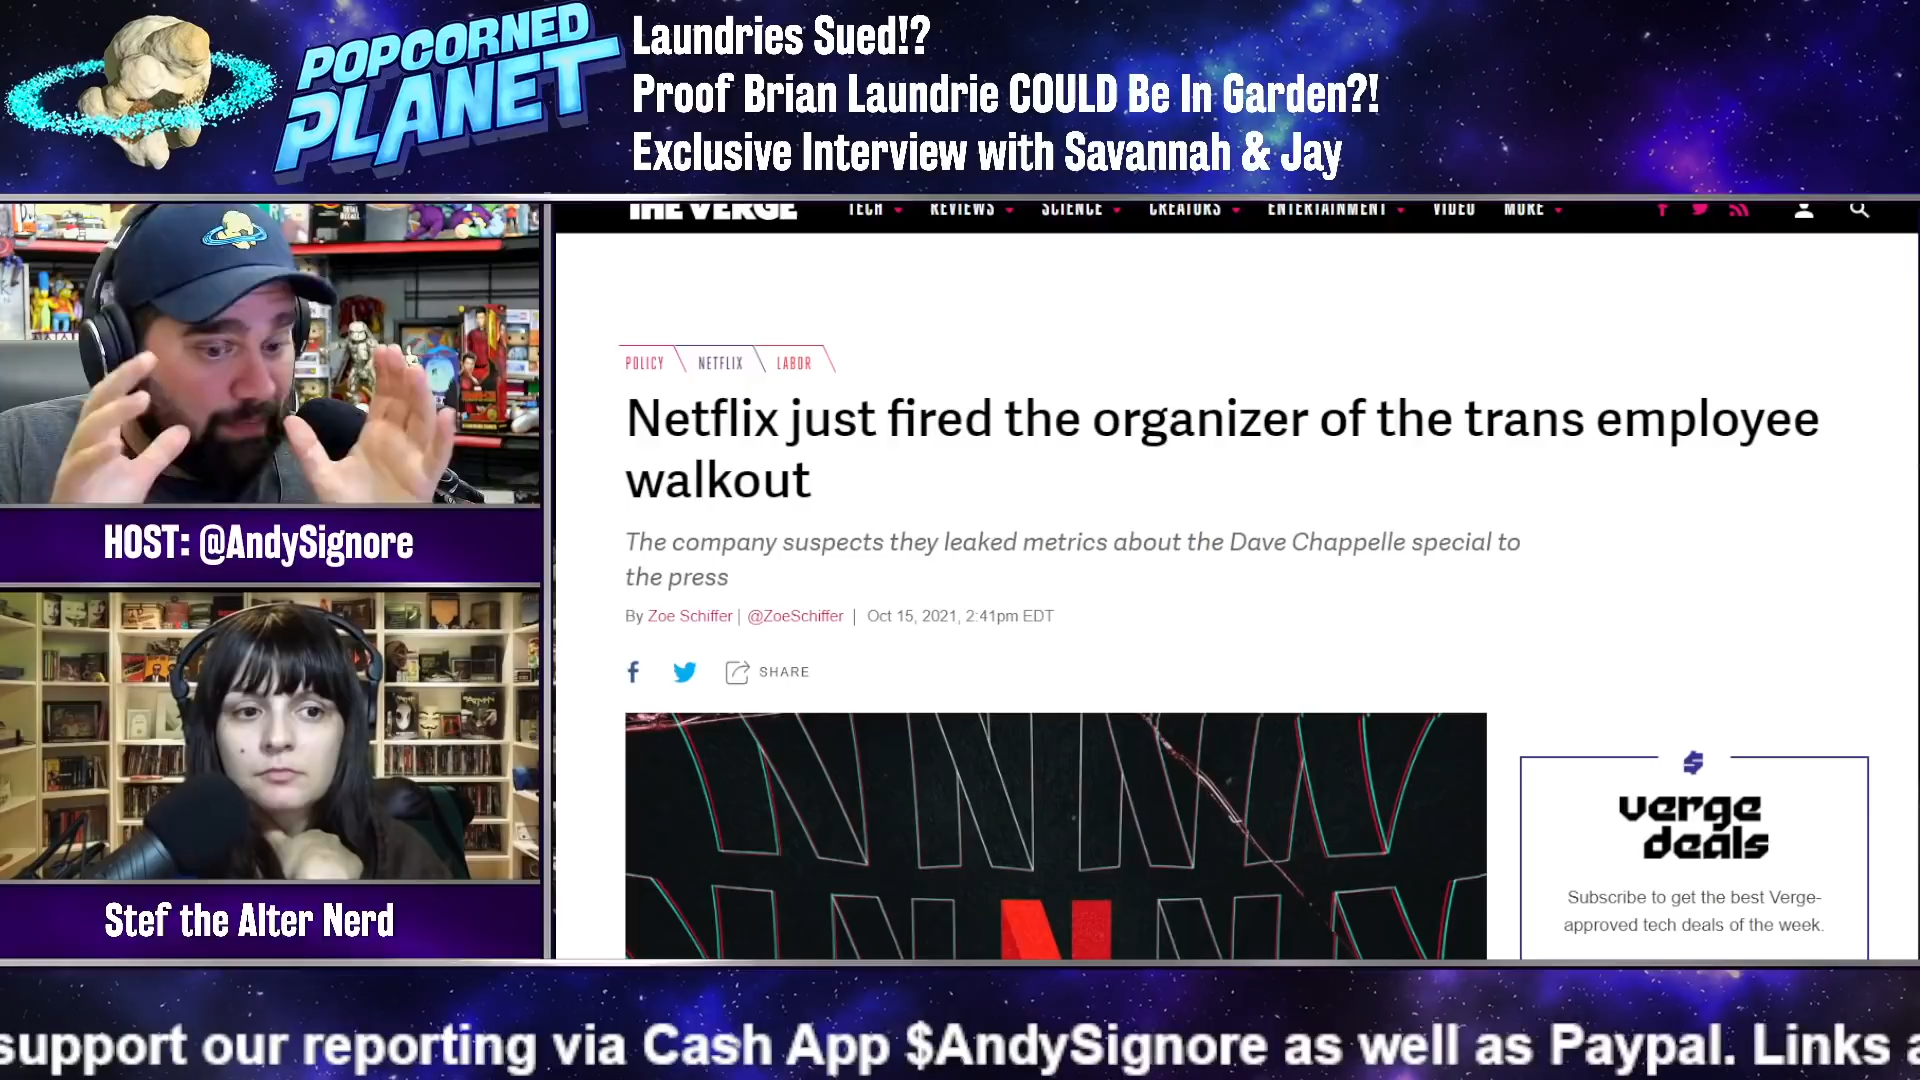 POPCORNED
PLANET
Laundries Sued!?
Proof Brian Laundrie COULD Be In Garden?!
Exclusive Interview with Savannah & Jay
THE VERGE TECH REVIEWS SCIENCE CREATORS ENTERTAINMENT VIDEO MORE
POLICY NETFLIX LABOR
Netflix just fired the organizer of the trans employee
walkout
The company suspects they leaked metrics about the Dave Chappelle special to
the press
By Zoe Schiffer | @ZoeSchiffer | Oct 15, 2021, 2:41pm EDT
SHARE
HOST: @AndySignore
Stef the Alter Nerd
verge
deals
Subscribe to get the best Verge-
approved tech deals of the week.
support our reporting via Cash App $AndySignore as well as Paypal. Links a